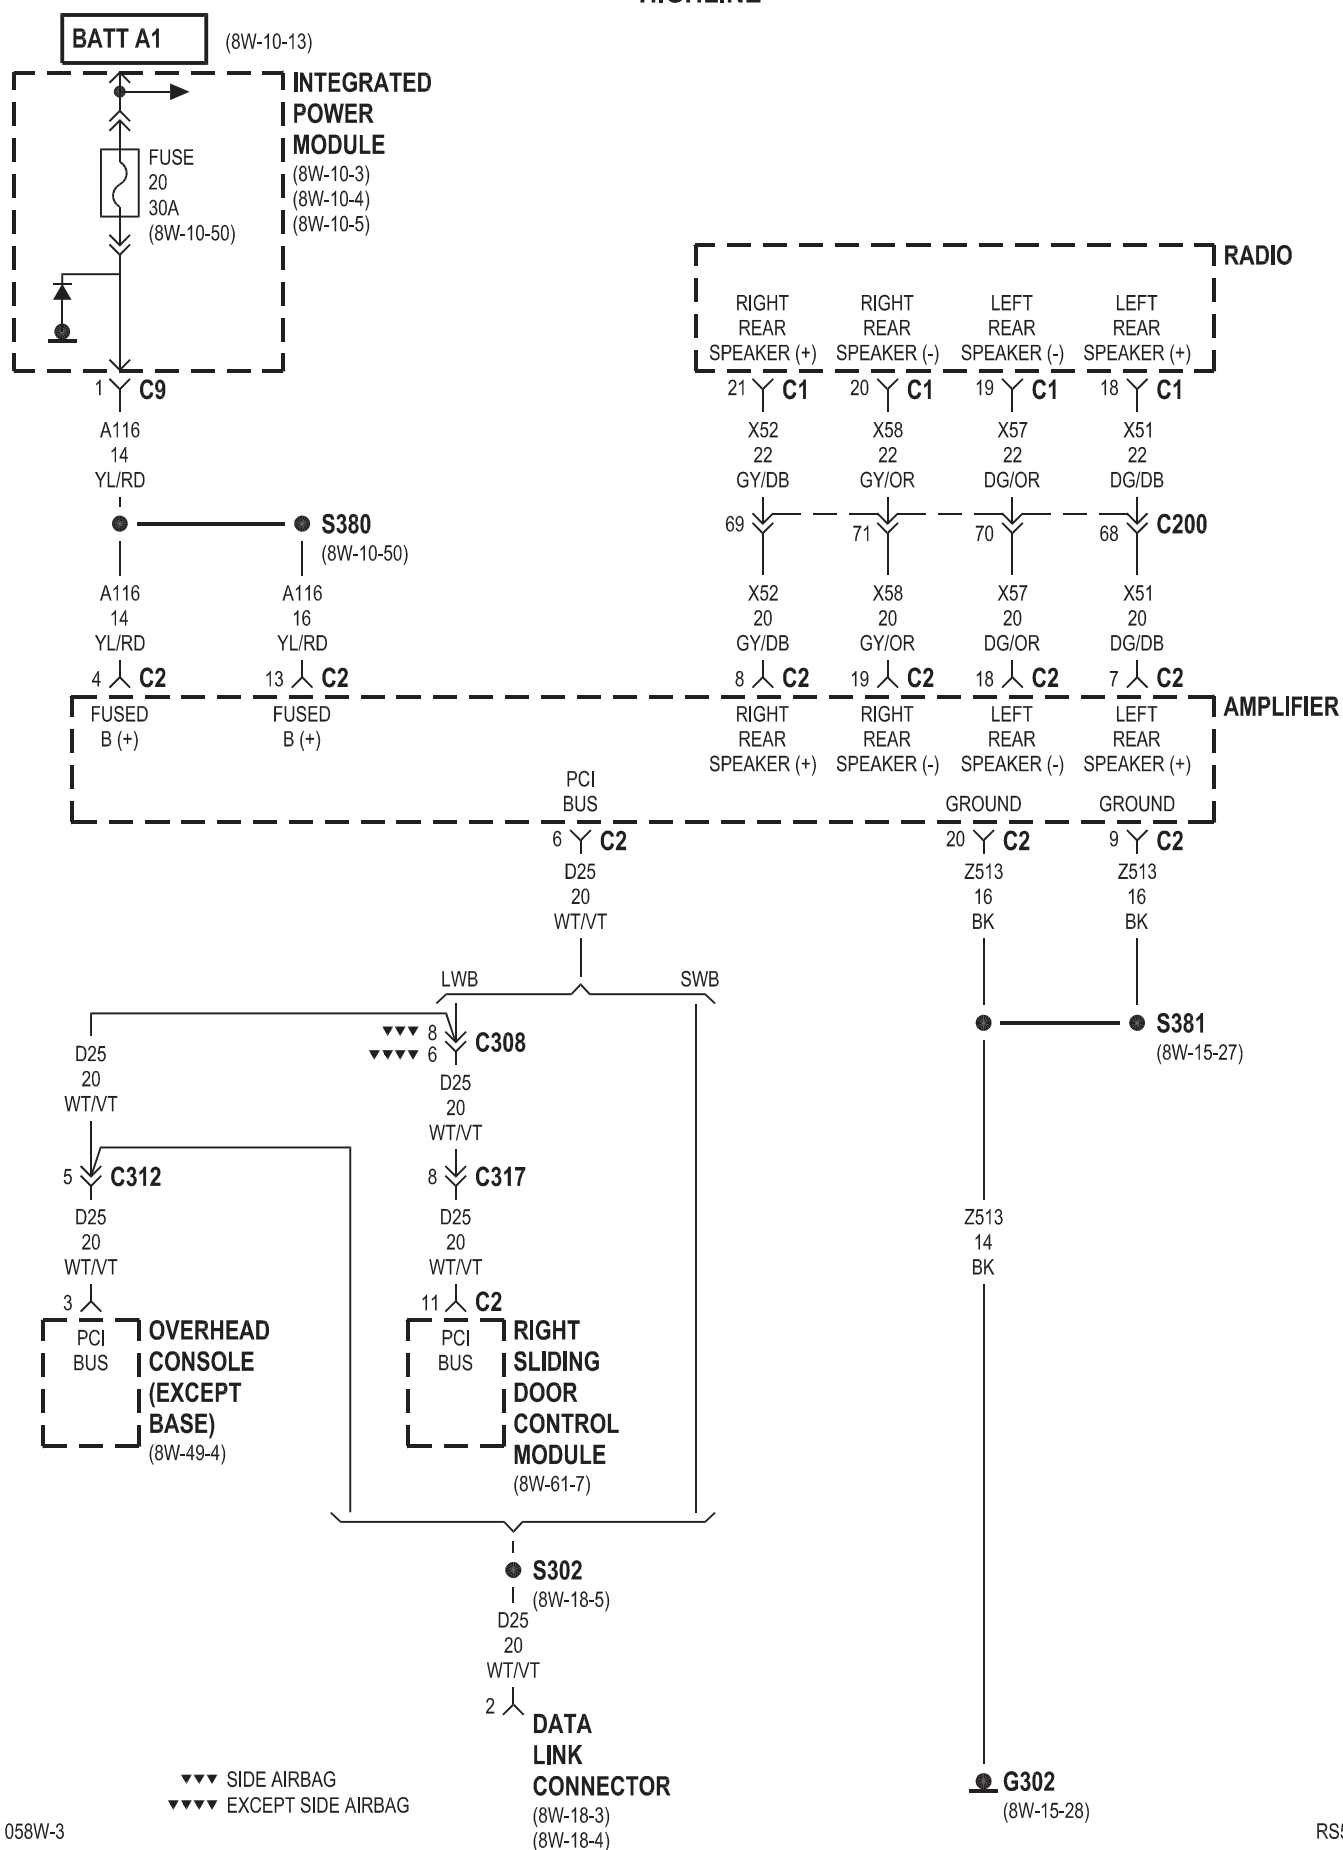 BATT A1 (8W-10-13)
INTEGRATED
POWER
MODULE
(8W-10-3)
(8W-10-4)
(8W-10-5)
FUSE
20
30A
(8W-10-50)
RADIO
RIGHT RIGHT LEFT LEFT
REAR REAR REAR REAR
SPEAKER (+) SPEAKER (-) SPEAKER (-) SPEAKER (+)
1 C9 21 C1 20 C1 19 C1 18 C1
A116 X52 X58 X57 X51
14 22 22 22 22
YL/RD GY/DB GY/OR DG/OR DG/DB
S380 69 71 70 68 C200
(8W-10-50)
A116 A116 X52 X58 X57 X51
14 16 20 20 20 20
YL/RD YL/RD GY/DB GY/OR DG/OR DG/DB
4 C2 13 C2 8 C2 19 C2 18 C2 7 C2
AMPLIFIER
FUSED FUSED RIGHT RIGHT LEFT LEFT
B (+) B (+) REAR REAR REAR REAR
SPEAKER (+) SPEAKER (-) SPEAKER (-) SPEAKER (+)
PCI
BUS GROUND GROUND
6 C2 20 C2 9 C2
D25 Z513 Z513
20 16 16
WT/VT BK BK
LWB SWB
▼▼▼ 8 C308
▼▼▼▼ 6
S381
(8W-15-27)
D25 D25
20 20
WT/VT WT/VT
5 C312 8 C317
D25 D25 Z513
20 20 14
WT/VT WT/VT BK
3 11 C2
PCI
BUS
OVERHEAD
CONSOLE
(EXCEPT
BASE)
(8W-49-4)
PCI
BUS
RIGHT
SLIDING
DOOR
CONTROL
MODULE
(8W-61-7)
S302
(8W-18-5)
D25
20
WT/VT
2
DATA
LINK
CONNECTOR
(8W-18-3)
(8W-18-4)
G302
(8W-15-28)
▼▼▼ SIDE AIRBAG
▼▼▼▼ EXCEPT SIDE AIRBAG
058W-3